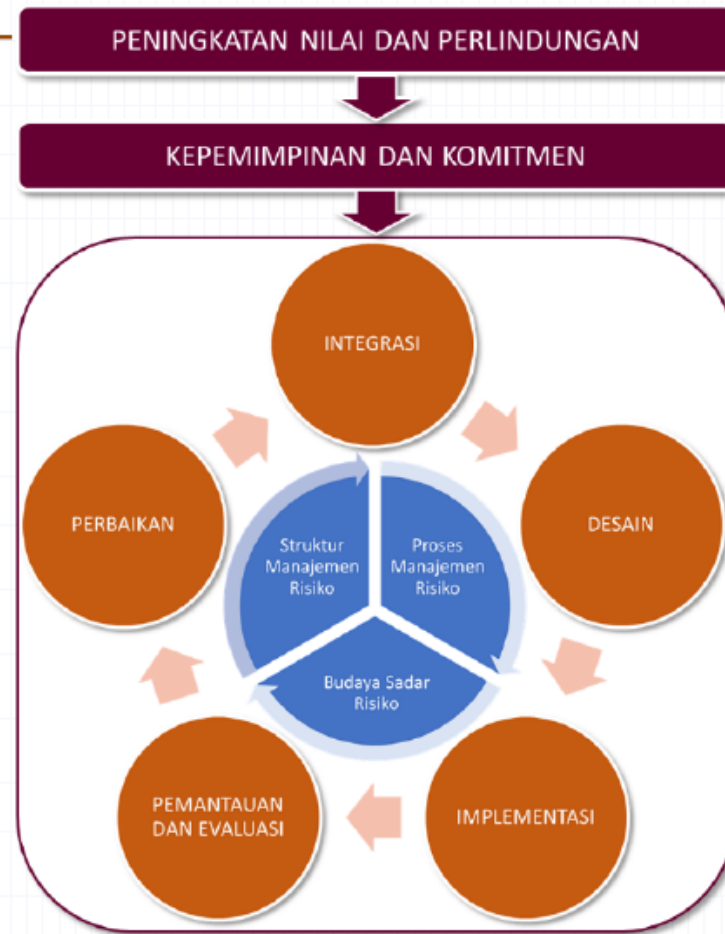 PENINGKATAN NILAI DAN PERLINDUNGAN
KEPEMIMPINAN DAN KOMITMEN
INTEGRASI
PERBAIKAN
DESAIN
Struktur
Manajemen
Risiko
Proses
Manajemen
Risiko
Budaya Sadar
Risiko
PEMANTAUAN
DAN EVALUASI
IMPLEMENTASI